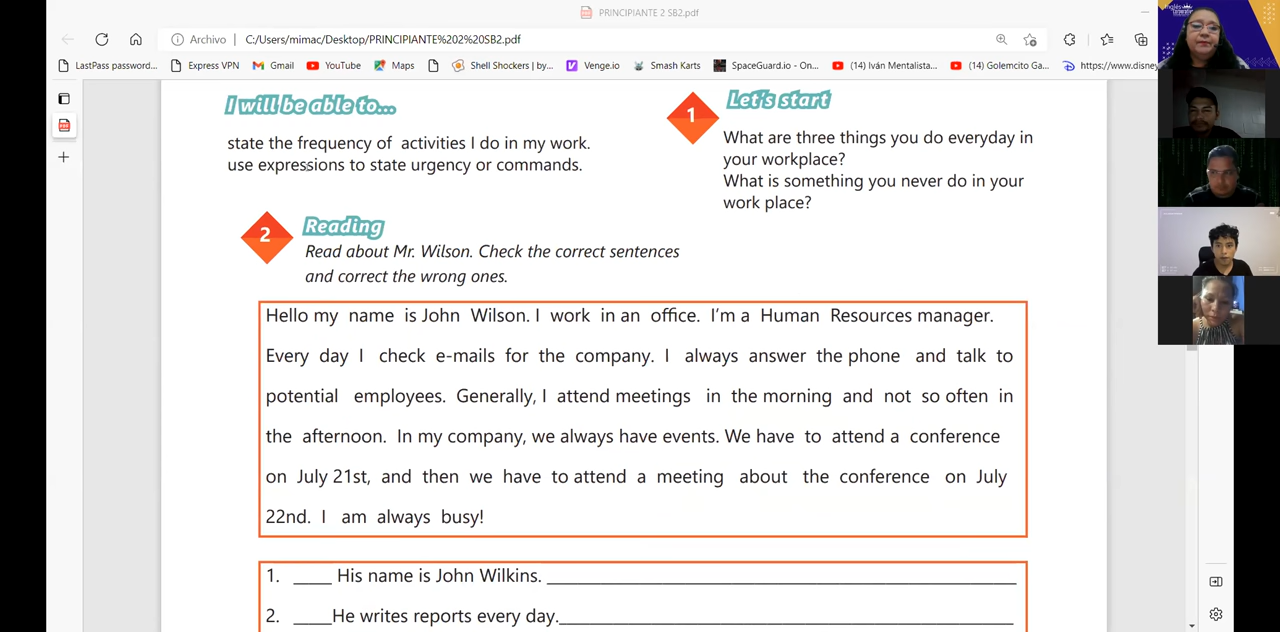 PRINCIPIANTE 2 SB2.pdf
Archivo | C:/Users/mimac/Desktop/PRINCIPIANTE%202%20SB2.pdf
LastPass password... Express VPN Gmail YouTube Maps Shell Shockers | by... Venge.io Smash Karts SpaceGuard.io - On... (14) Iván Mentalista... (14) Golemcito Ga... https://www.disney
I will be able to...
state the frequency of activities I do in my work.
use expressions to state urgency or commands.
1
Let's start
What are three things you do everyday in
your workplace?
What is something you never do in your
work place?
2
Reading
Read about Mr. Wilson. Check the correct sentences
and correct the wrong ones.
Hello my name is John Wilson. I work in an office. I'm a Human Resources manager.
Every day I check e-mails for the company. I always answer the phone and talk to
potential employees. Generally, I attend meetings in the morning and not so often in
the afternoon. In my company, we always have events. We have to attend a conference
on July 21st, and then we have to attend a meeting about the conference on July
22nd. I am always busy!
1. ____ His name is John Wilkins. ____
2. ____He writes reports every day.____